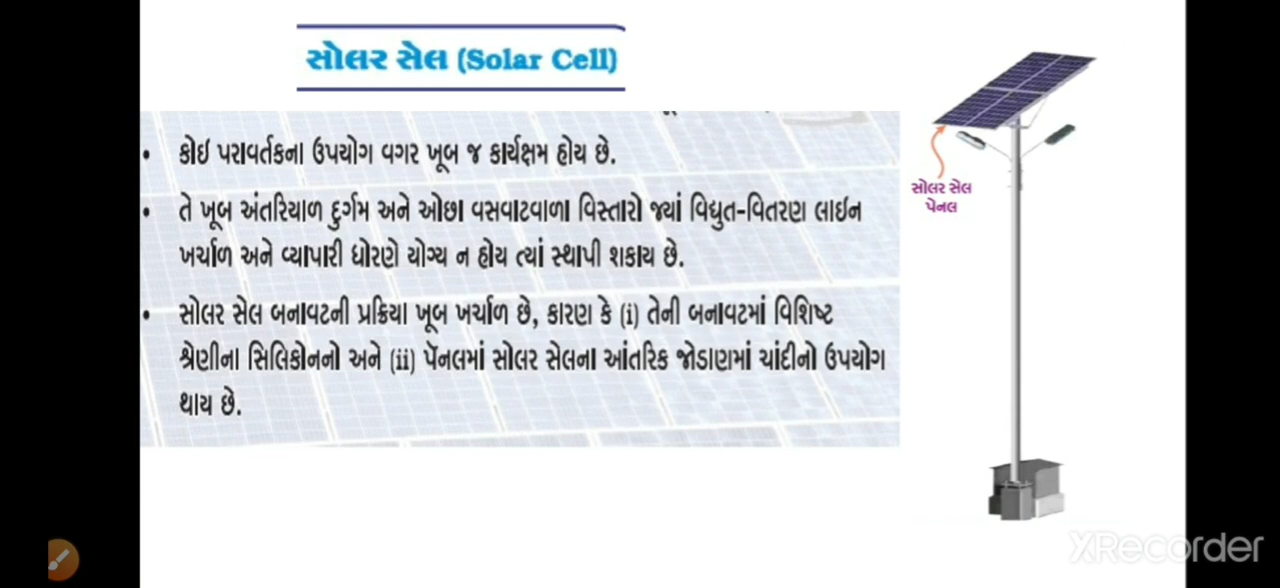 સોલર સેલ (Solar Cell)
• કોઇ પરાવર્તકના ઉપયોગ વગર ખૂબ જ કાર્યક્ષમ હોય છે.
• તે ખૂબ અંતરિયાળ દુર્ગમ અને ઓછા વસવાટવાળા વિસ્તારો જ્યાં વિદ્યુત-વિતરણ લાઇન
ખર્ચાળ અને વ્યાપારી ધોરણે યોગ્ય ન હોય ત્યાં સ્થાપી શકાય છે.
• સોલર સેલ બનાવટની પ્રક્રિયા ખૂબ ખર્ચાળ છે, કારણ કે (i) તેની બનાવટમાં વિશિષ્ટ
શ્રેણીના સિલિકોનનો અને (ii) પૅનલમાં સોલર સેલના આંતરિક જોડાણમાં ચાંદીનો ઉપયોગ
થાય છે.
સોલર સેલ
પેનલ
XRecorder